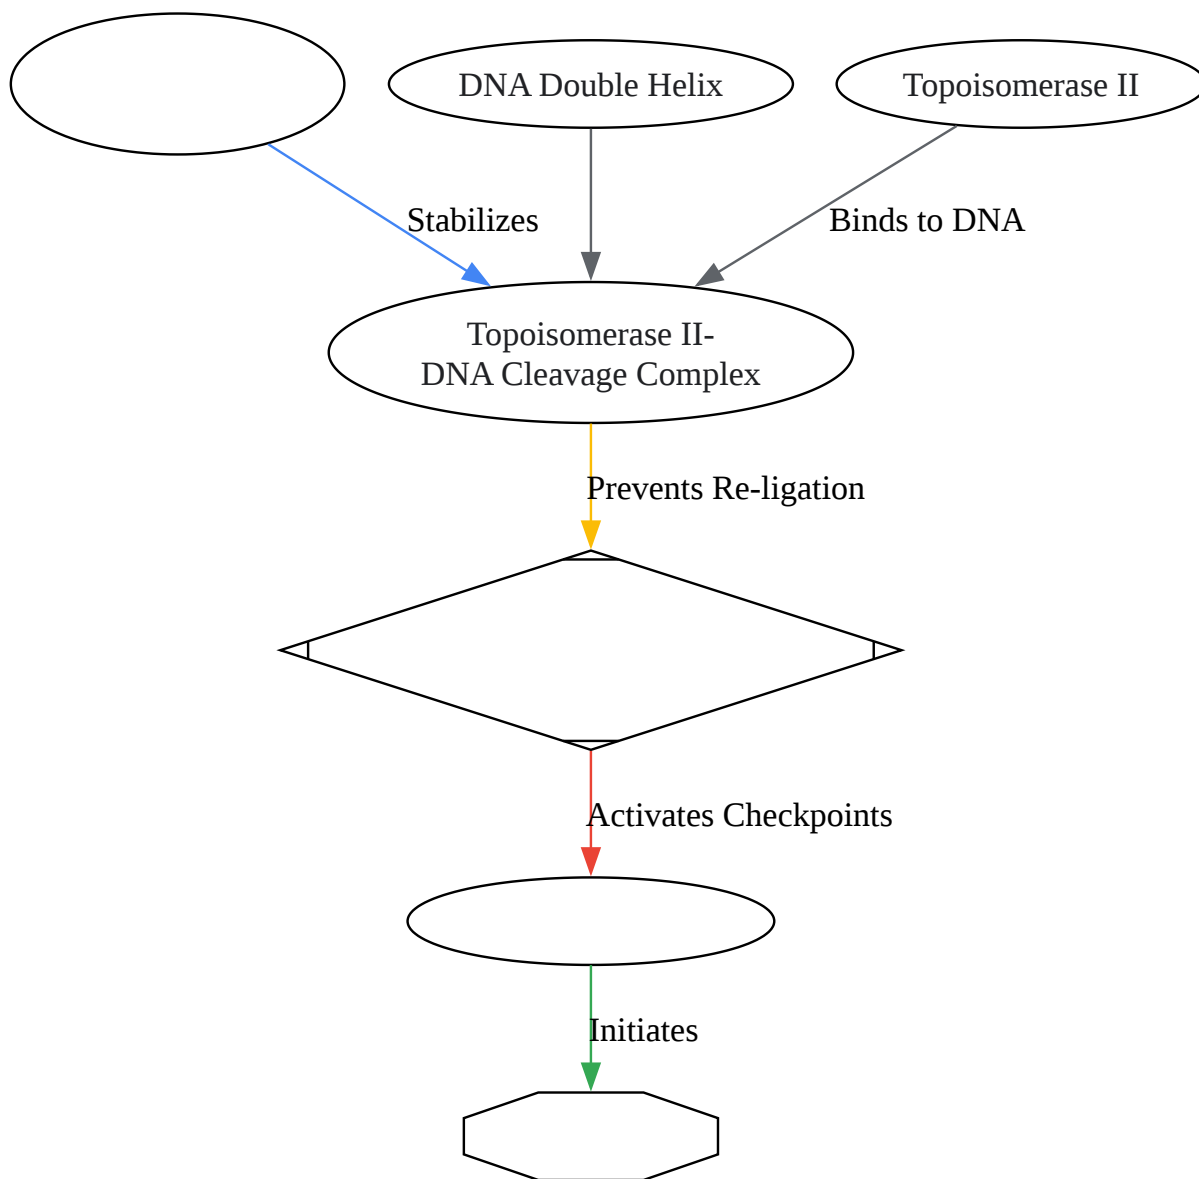 DNA Double Helix
Topoisomerase II
Stabilizes
Binds to DNA
Topoisomerase II-
DNA Cleavage Complex
Prevents Re-ligation
Activates Checkpoints
Initiates